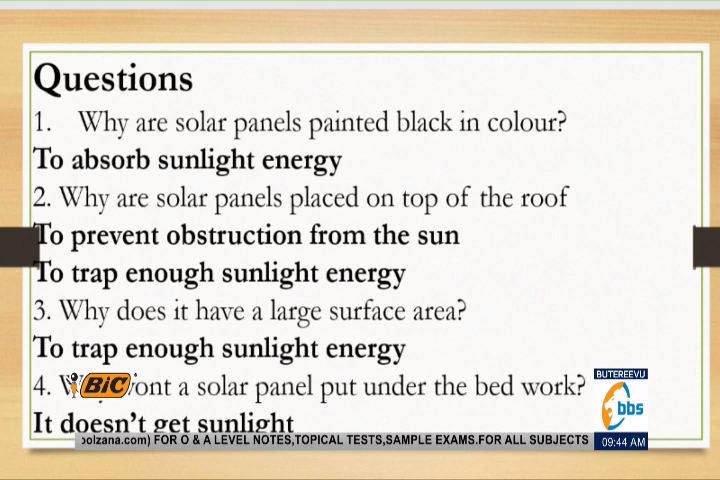 Questions
1. Why are solar panels painted black in colour?
To absorb sunlight energy
2. Why are solar panels placed on top of the roof
To prevent obstruction from the sun
To trap enough sunlight energy
3. Why does it have a large surface area?
To trap enough sunlight energy
4. ont a solar panel put under the bed work?
It doesn't get sunlight
BiC
BUTEREEVU
bbs
09:44 AM
oolzana.com) FOR O & A LEVEL NOTES,TOPICAL TESTS,SAMPLE EXAMS.FOR ALL SUBJECTS